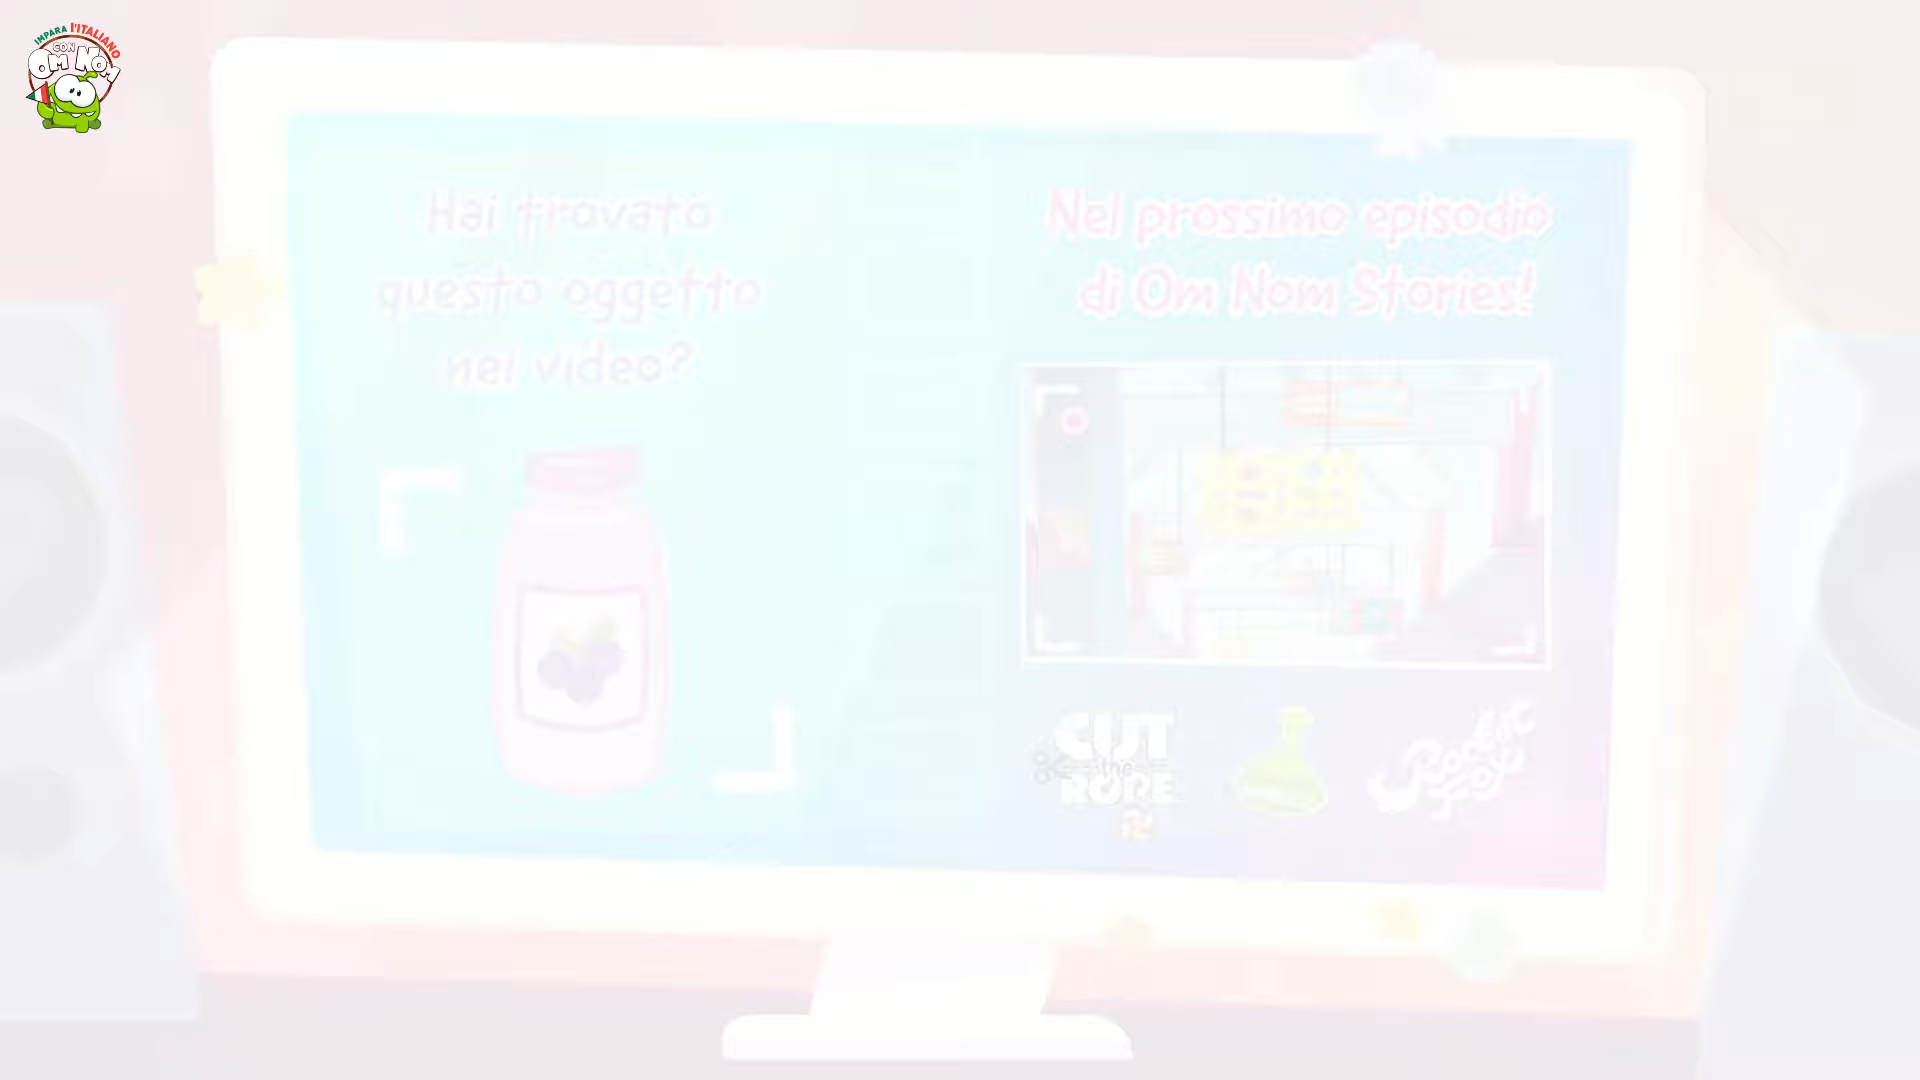 IMPARA l'ITALIANO
CON
OM NOM
Hai trovato
questo oggetto
nel video?
Nel prossimo episodio
di Om Nom Stories!
CUT
the
ROPE
2